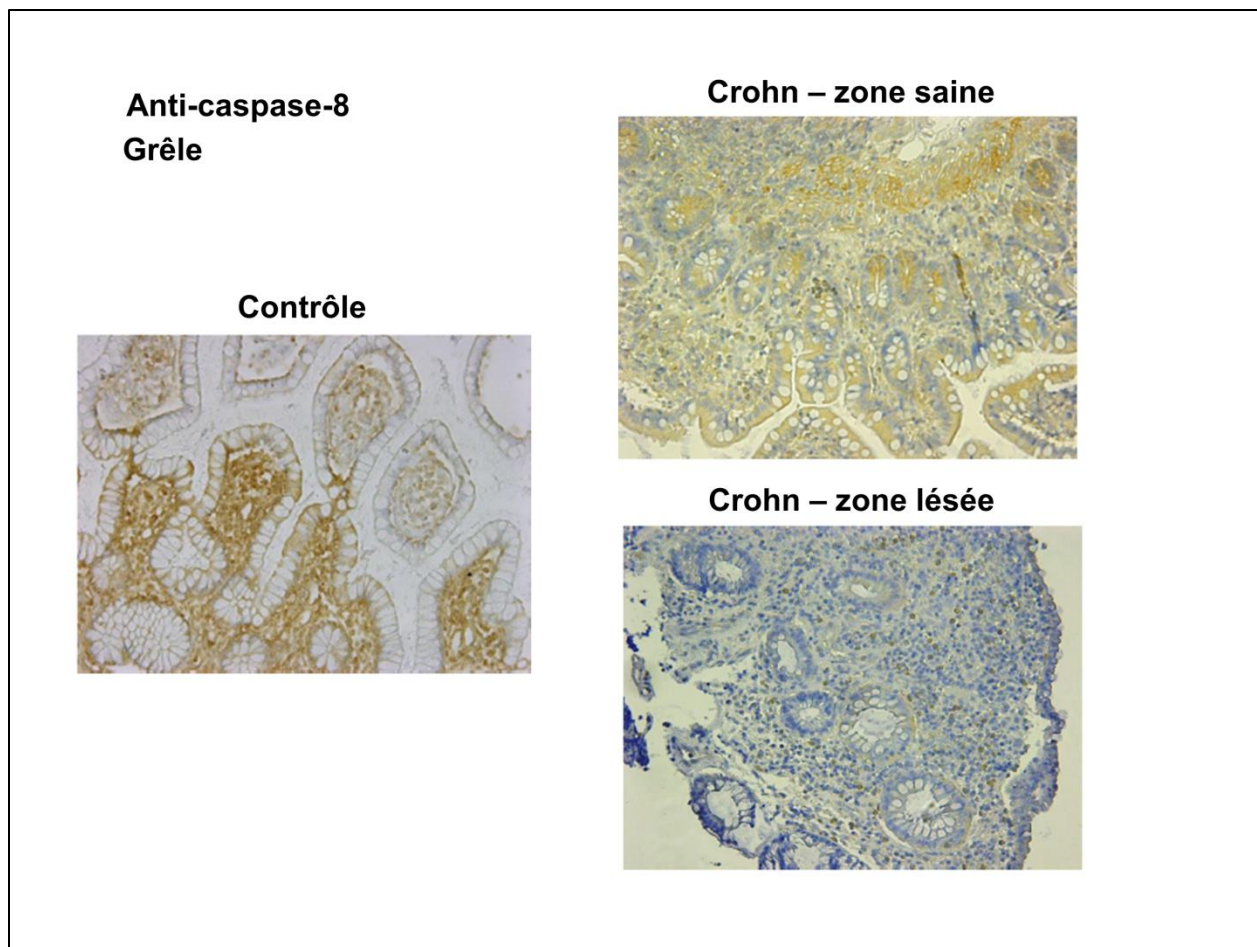 Anti-caspase-8
Grêle
Contrôle
Crohn – zone saine
Crohn – zone lésée